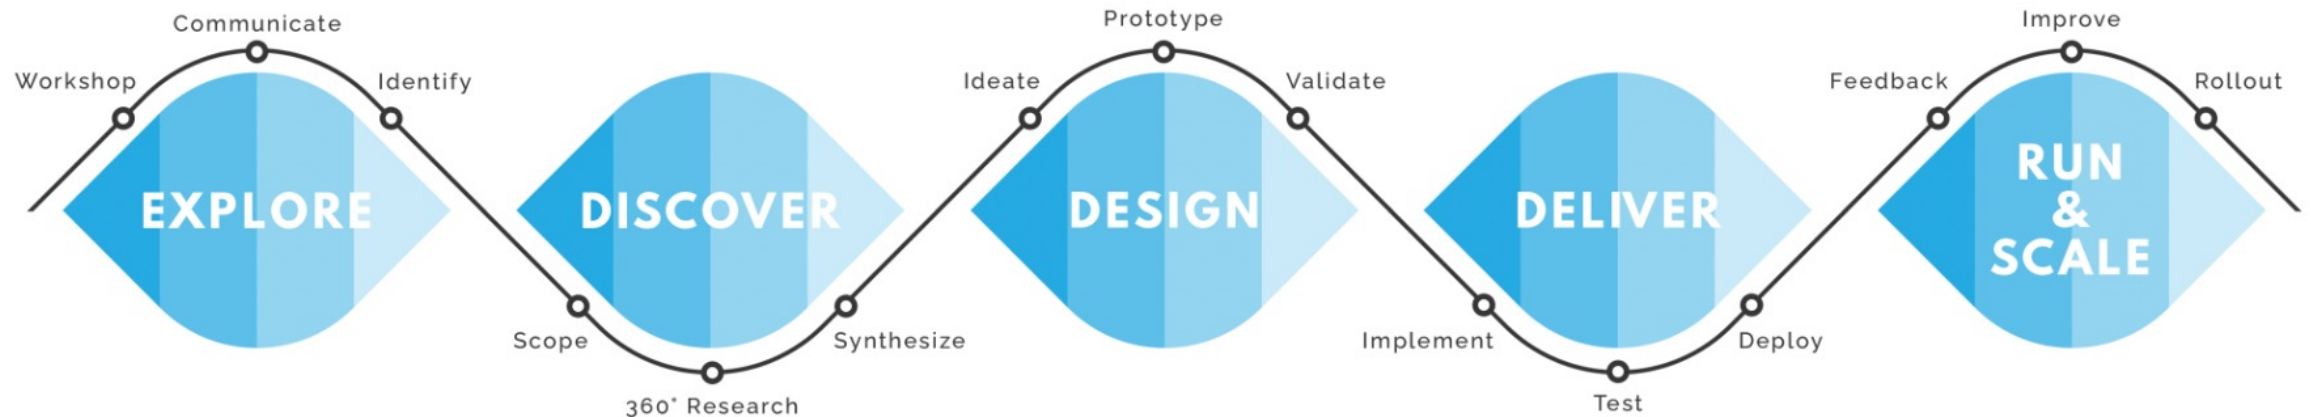 Workshop
Communicate
Identify
EXPLORE
Scope
360° Research
Synthesize
DISCOVER
Ideate
Prototype
Validate
DESIGN
Implement
Test
Deploy
DELIVER
Feedback
Improve
Rollout
RUN
&
SCALE